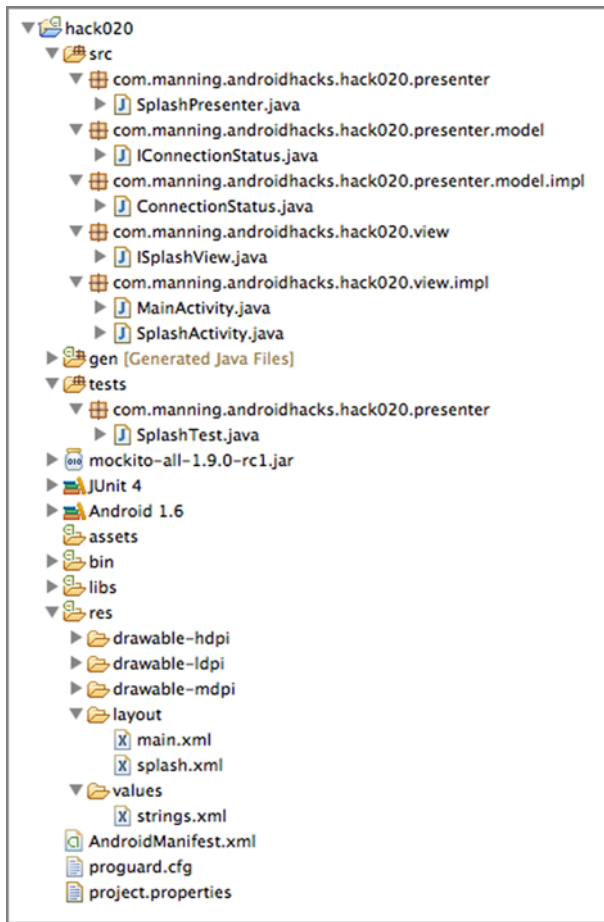 hack020
src
com.manning.androidhacks.hack020.presenter
SplashPresenter.java
com.manning.androidhacks.hack020.presenter.model
IConnectionStatus.java
com.manning.androidhacks.hack020.presenter.model.impl
ConnectionStatus.java
com.manning.androidhacks.hack020.view
ISplashView.java
com.manning.androidhacks.hack020.view.impl
MainActivity.java
SplashActivity.java
gen [Generated Java Files]
tests
com.manning.androidhacks.hack020.presenter
SplashTest.java
mockito-all-1.9.0-rc1.jar
JUnit 4
Android 1.6
assets
bin
libs
res
drawable-hdpi
drawable-ldpi
drawable-mdpi
layout
main.xml
splash.xml
values
strings.xml
AndroidManifest.xml
proguard.cfg
project.properties